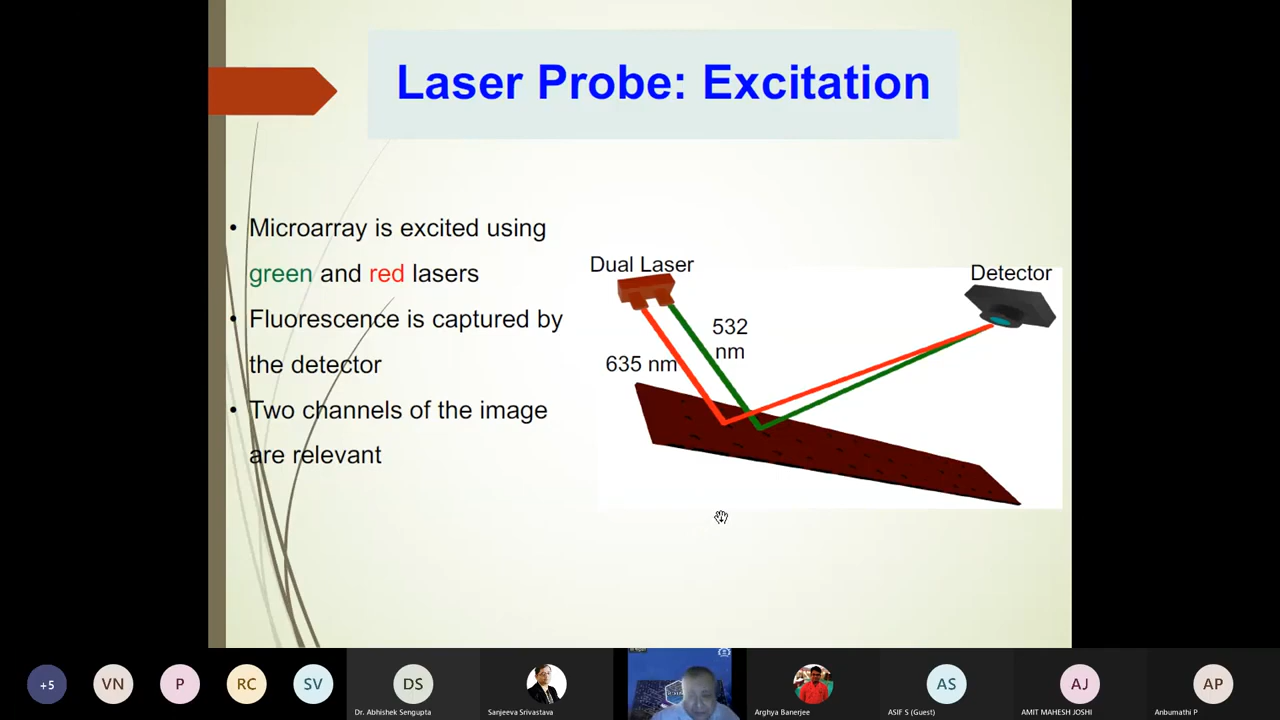 Laser Probe: Excitation
• Microarray is excited using
green and red lasers
• Fluorescence is captured by
the detector
• Two channels of the image
are relevant
Dual Laser
Detector
532
nm
635 nm
+5
VN
P
RC
SV
DS
Dr. Abhishek Sengupta
Sanjeeva Srivastava
Arghya Banerjee
AS
ASIF S (Guest)
AJ
AMIT MAHESH JOSHI
AP
Anbumathi P